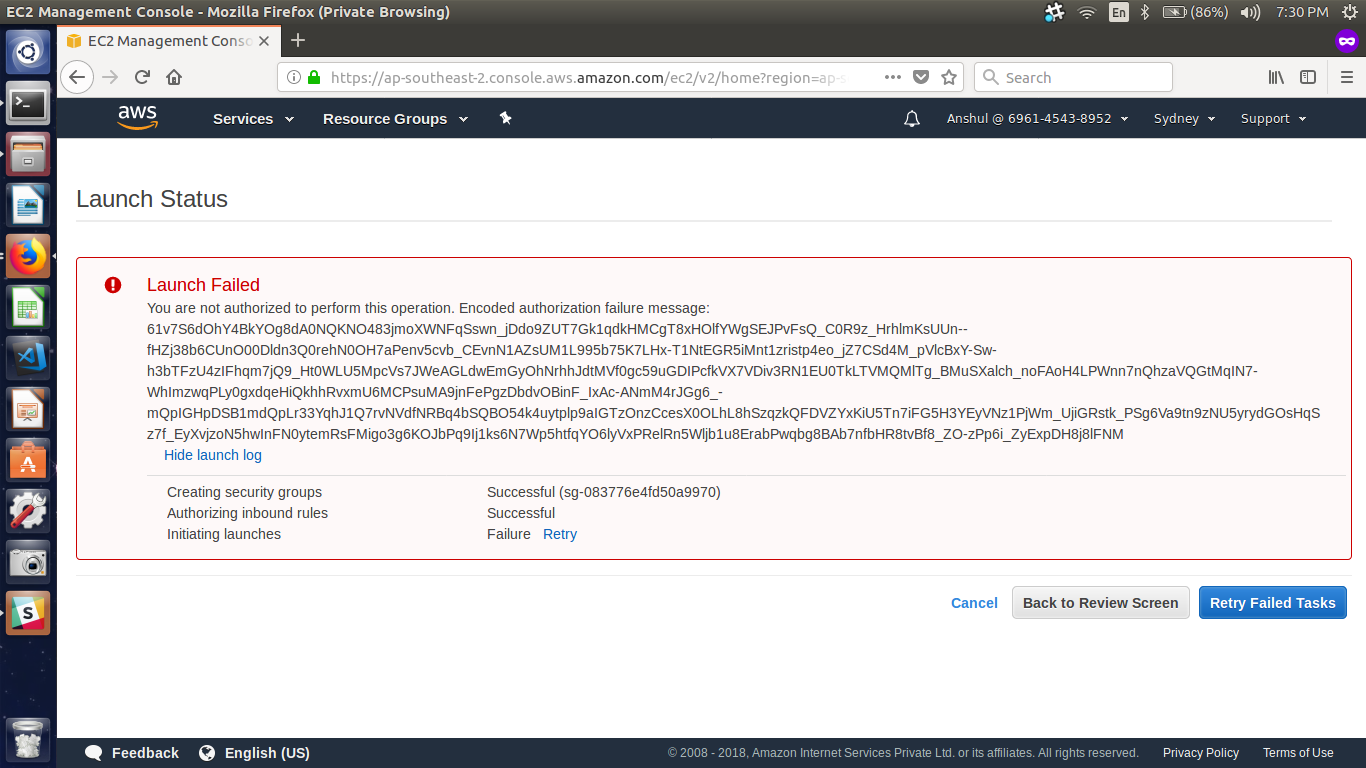 EC2 Management Console - Mozilla Firefox (Private Browsing)
En
(86%)
7:30 PM
EC2 Management Conso
https://ap-southeast-2.console.aws.amazon.com/ec2/v2/home?region=ap-s
Search
aws
Services
Resource Groups
Anshul @ 6961-4543-8952
Sydney
Support
Launch Status
Launch Failed
You are not authorized to perform this operation. Encoded authorization failure message:
61v7S6dOhY4BkYOg8dA0NQKNO483jmoXWNFqSswn_jDdo9ZUT7Gk1qdkHMCgT8xHOlfYWgSEJPvFsQ_C0R9z_HrhlmKsUUn--
fHZj38b6CUnO00Dldn3Q0rehN0OH7aPenv5cvb_CEvnN1AZsUM1L995b75K7LHx-T1NtEGR5iMnt1zristp4eo_jZ7CSd4M_pVlcBxY-Sw-
h3bTFzU4zIFhqm7jQ9_Ht0WLU5MpcVs7JWeAGLdwEmGyOhNrhhJdtMVf0gc59uGDIPcfkVX7VDiv3RN1EU0TkLTVMQMlTg_BMuSXalch_noFAoH4LPWnn7nQhzaVQGtMqIN7-
WhImzwqPLy0gxdqeHiQkhhRvxmU6MCPsuMA9jnFePgzDbdvOBinF_IxAc-ANmM4rJGg6_-
mQpIGHpDSB1mdQpLr33YqhJ1Q7rvNVdfNRBq4bSQBO54k4uytplp9aIGTzOnzCcesX0OLhL8hSzqzkQFDVZYxKiU5Tn7iFG5H3YEyVNz1PjWm_UjiGRstk_PSg6Va9tn9zNU5yrydGOsHqS
z7f_EyXvjzoN5hwInFN0ytemRsFMigo3g6KOJbPq9Ij1ks6N7Wp5htfqYO6lyVxPRelRn5Wljb1u8ErabPwqbg8BAb7nfbHR8tvBf8_ZO-zPp6i_ZyExpDH8j8lFNM
Hide launch log
Creating security groups
Successful (sg-083776e4fd50a9970)
Authorizing inbound rules
Successful
Initiating launches
Failure Retry
Cancel
Back to Review Screen
Retry Failed Tasks
Feedback
English (US)
© 2008 - 2018, Amazon Internet Services Private Ltd. or its affiliates. All rights reserved.
Privacy Policy
Terms of Use